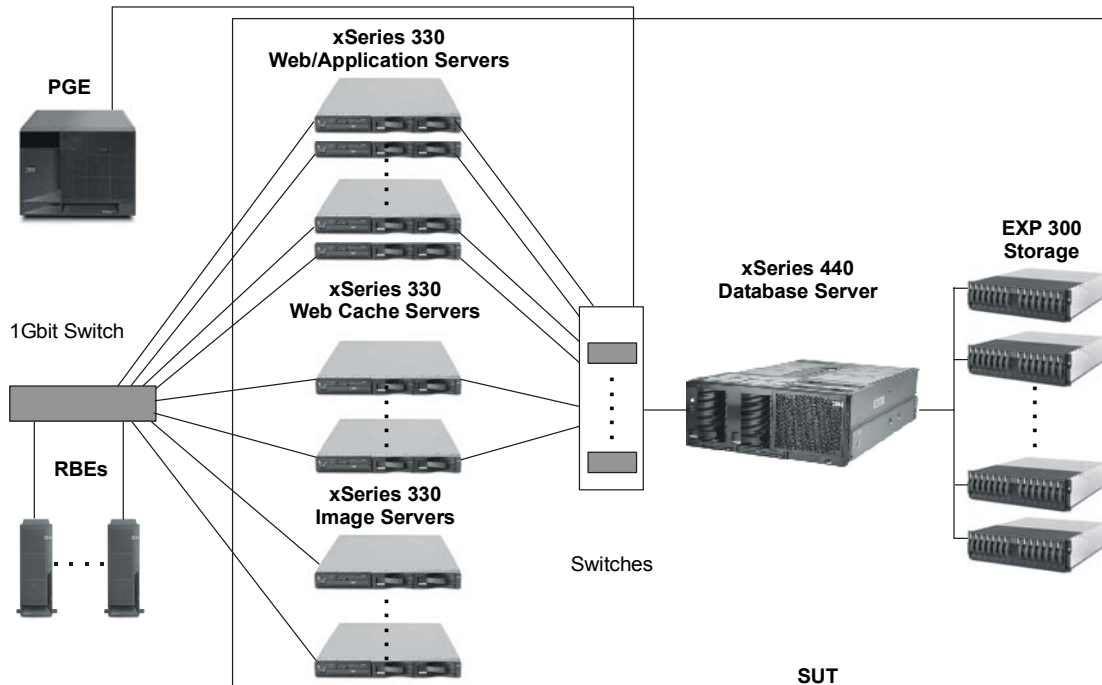 xSeries 330
Web/Application Servers
PGE
EXP 300
Storage
xSeries 440
Database Server
xSeries 330
Web Cache Servers
1Gbit Switch
RBEs
xSeries 330
Image Servers
Switches
SUT